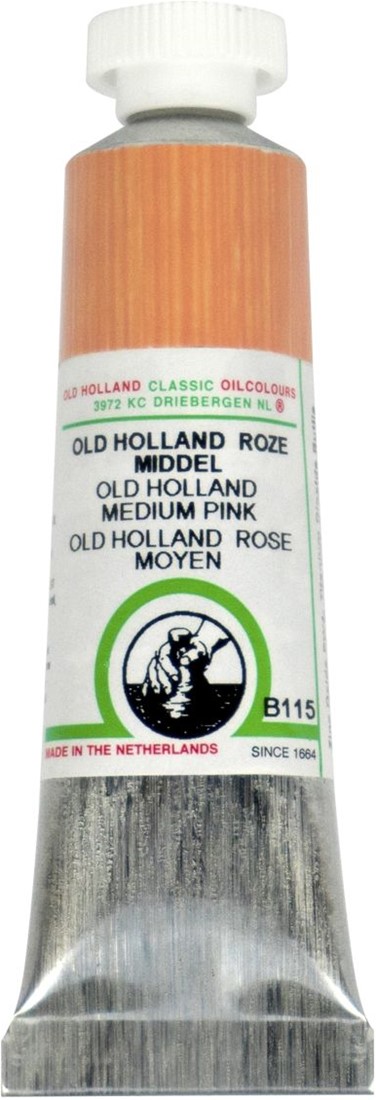 OLD HOLLAND CLASSIC OILCOLOURS
3972 KC DRIEBERGEN NL ®
OLD HOLLAND ROZE
MIDDEL
OLD HOLLAND
MEDIUM PINK
OLD HOLLAND ROSE
MOYEN
B115
MADE IN THE NETHERLANDS
SINCE 1664